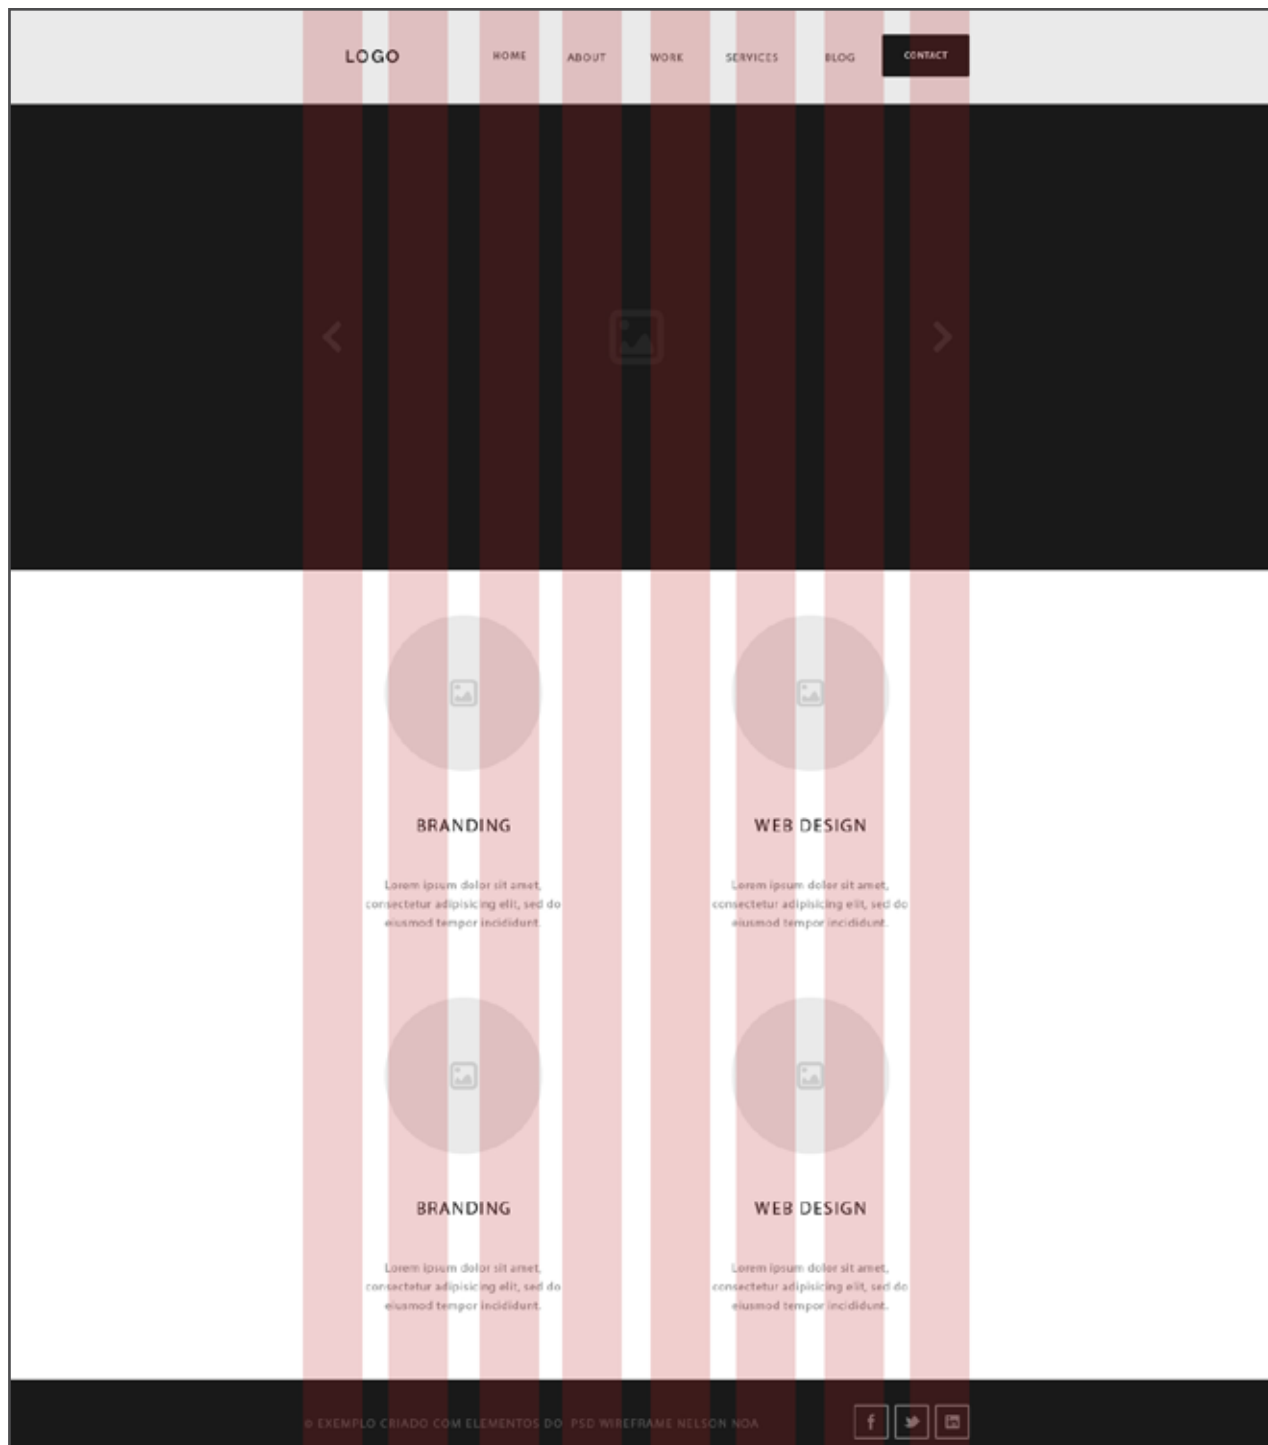 LOGO
HOME ABOUT WORK SERVICES BLOG CONTACT
BRANDING
Lorem ipsum dolor sit amet,
consectetur adipisicing elit, sed do
eiusmod tempor incididunt.
WEB DESIGN
Lorem ipsum dolor sit amet,
consectetur adipisicing elit, sed do
eiusmod tempor incididunt.
BRANDING
Lorem ipsum dolor sit amet,
consectetur adipisicing elit, sed do
eiusmod tempor incididunt.
WEB DESIGN
Lorem ipsum dolor sit amet,
consectetur adipisicing elit, sed do
eiusmod tempor incididunt.
© EXEMPLO CRIADO COM ELEMENTOS DO PSD WIREFRAME NELSON NOA